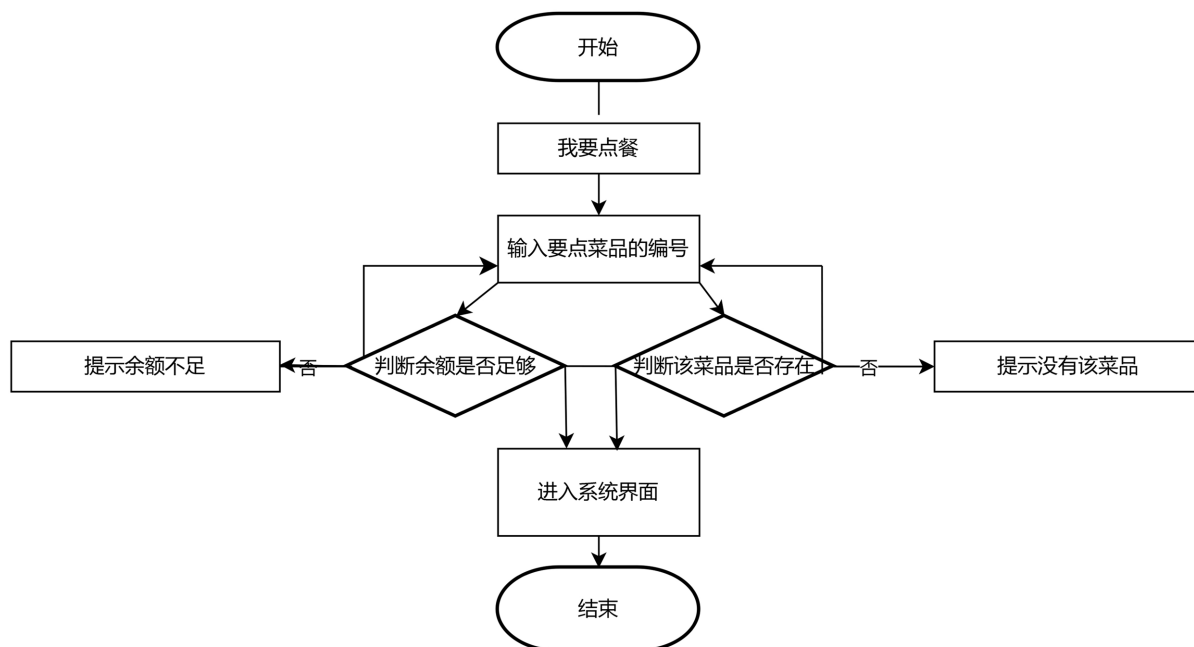 开始
我要点餐
输入要点菜品的编号
提示余额不足
否
判断余额是否足够
判断该菜品是否存在
否
提示没有该菜品
进入系统界面
结束